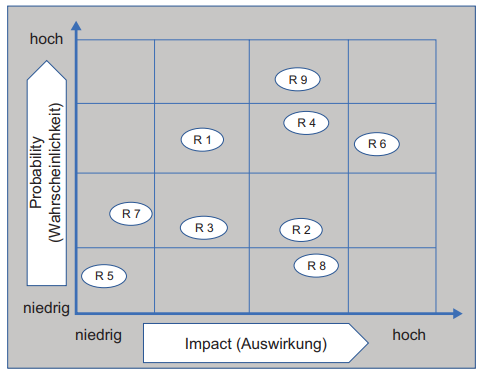 hoch
R 9
R 4
R 1
R 6
Probability
(Wahrscheinlichkeit)
R 7
R 3
R 2
R 8
R 5
niedrig
niedrig
Impact (Auswirkung)
hoch